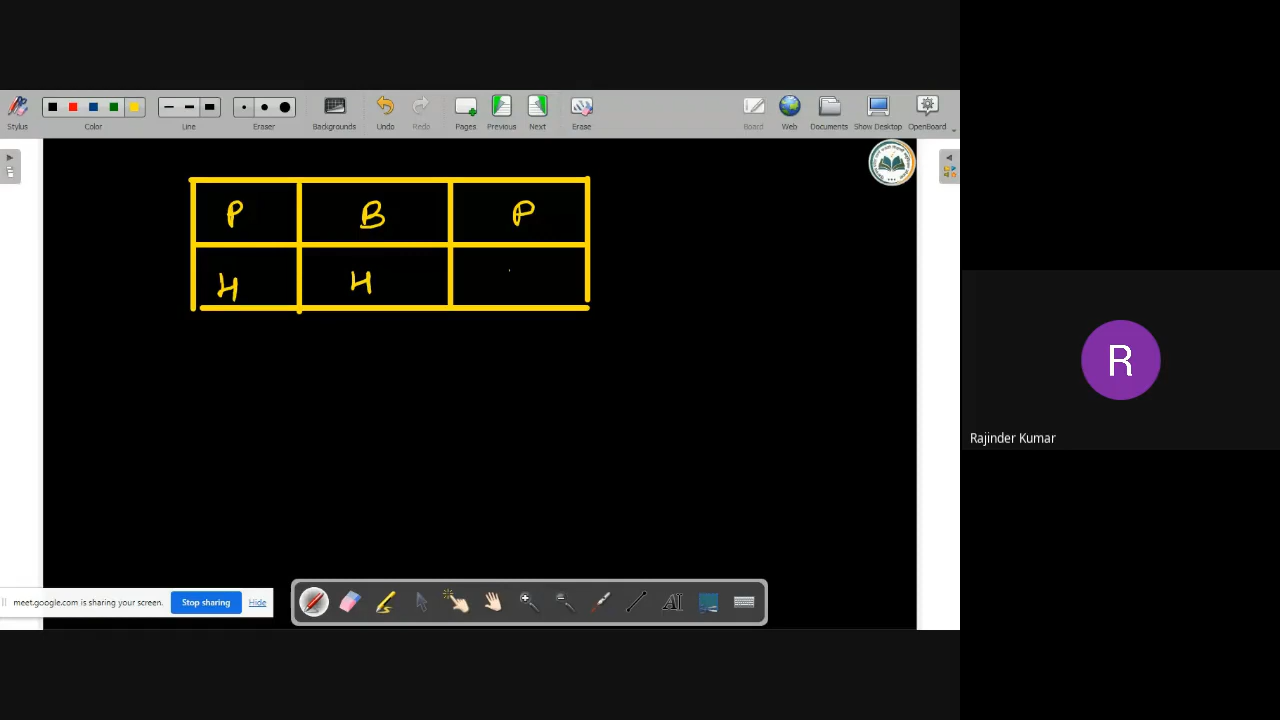 Stylus Color Line Eraser Backgrounds Undo Redo Pages Previous Next Erase Board Web Documents Show Desktop OpenBoard
P B P
H H
R
Rajinder Kumar
meet.google.com is sharing your screen. Stop sharing Hide
AI